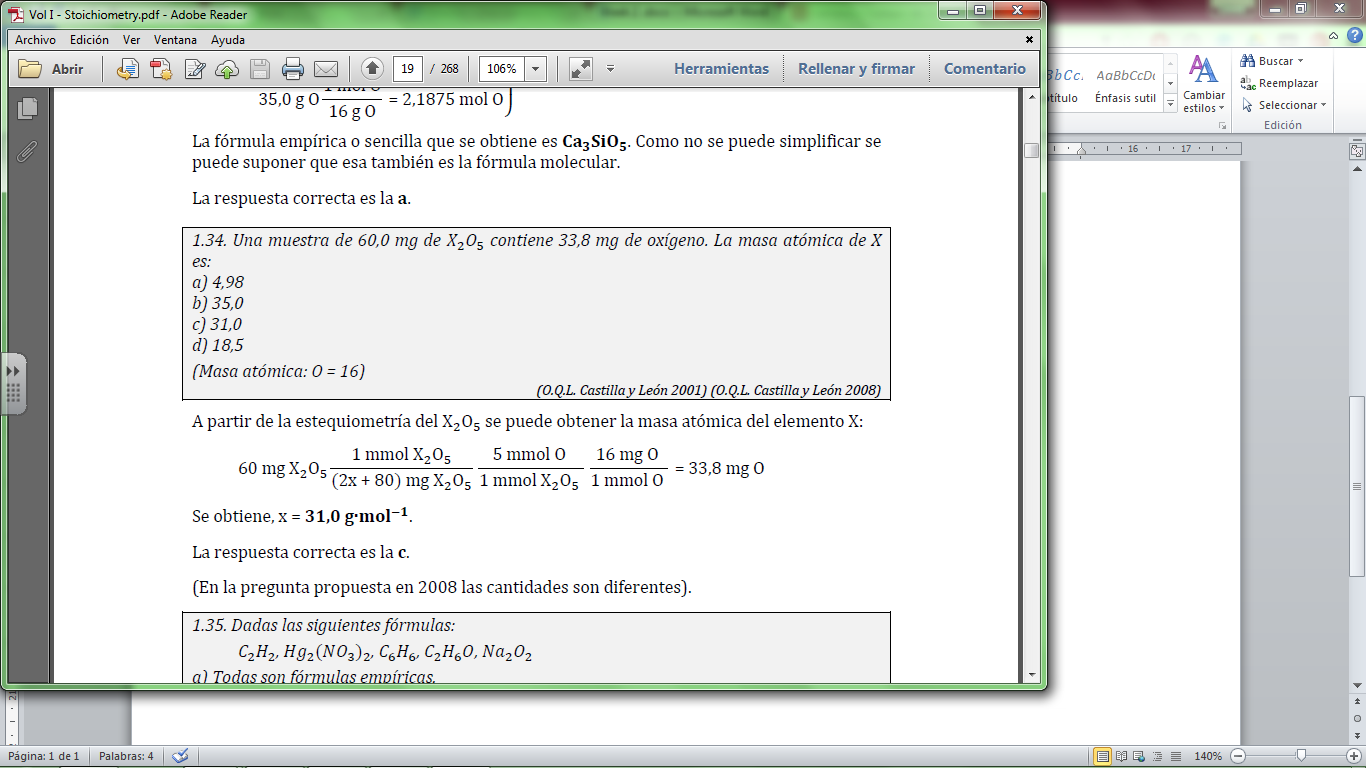 Vol I - Stoichiometry.pdf - Adobe Reader
Archivo Edición Ver Ventana Ayuda
Abrir 19 / 268 106% Herramientas Rellenar y firmar Comentario
35,0 g O 1 mol O / 16 g O = 2,1875 mol O
La fórmula empírica o sencilla que se obtiene es Ca₃SiO₅. Como no se puede simplificar se
puede suponer que esa también es la fórmula molecular.
La respuesta correcta es la a.
1.34. Una muestra de 60,0 mg de X₂O₅ contiene 33,8 mg de oxígeno. La masa atómica de X
es:
a) 4,98
b) 35,0
c) 31,0
d) 18,5
(Masa atómica: O = 16)
(O.Q.L. Castilla y León 2001) (O.Q.L. Castilla y León 2008)
A partir de la estequiometría del X₂O₅ se puede obtener la masa atómica del elemento X:
60 mg X₂O₅ 1 mmol X₂O₅ / (2x + 80) mg X₂O₅ 5 mmol O / 1 mmol X₂O₅ 16 mg O / 1 mmol O = 33,8 mg O
Se obtiene, x = 31,0 g·mol⁻¹.
La respuesta correcta es la c.
(En la pregunta propuesta en 2008 las cantidades son diferentes).
1.35. Dadas las siguientes fórmulas:
C₂H₂, Hg₂(NO₃)₂, C₆H₆, C₂H₆O, Na₂O₂
a) Todas son fórmulas empíricas.
AaBbCcDc
Énfasis sutil
Cambiar
estilos
Buscar
Reemplazar
Seleccionar
Edición
16 17
Página: 1 de 1 Palabras: 4 140%